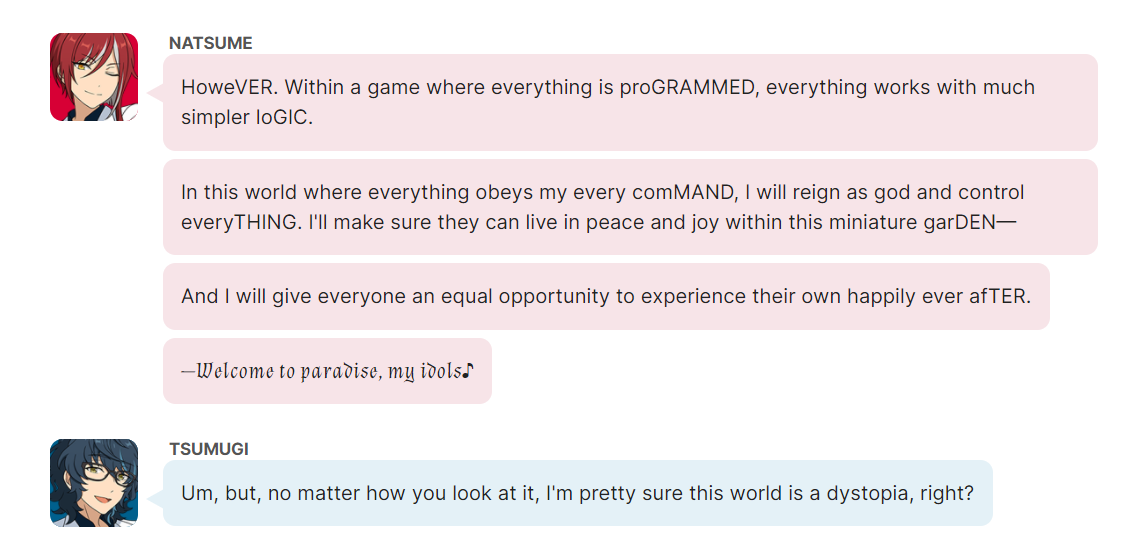 NATSUME
HoweVER. Within a game where everything is proGRAMMED, everything works with much
simpler loGIC.
In this world where everything obeys my every comMAND, I will reign as god and control
everyTHING. I'll make sure they can live in peace and joy within this miniature garDEN—
And I will give everyone an equal opportunity to experience their own happily ever afTER.
—Welcome to paradise, my idols♪
TSUMUGI
Um, but, no matter how you look at it, I'm pretty sure this world is a dystopia, right?